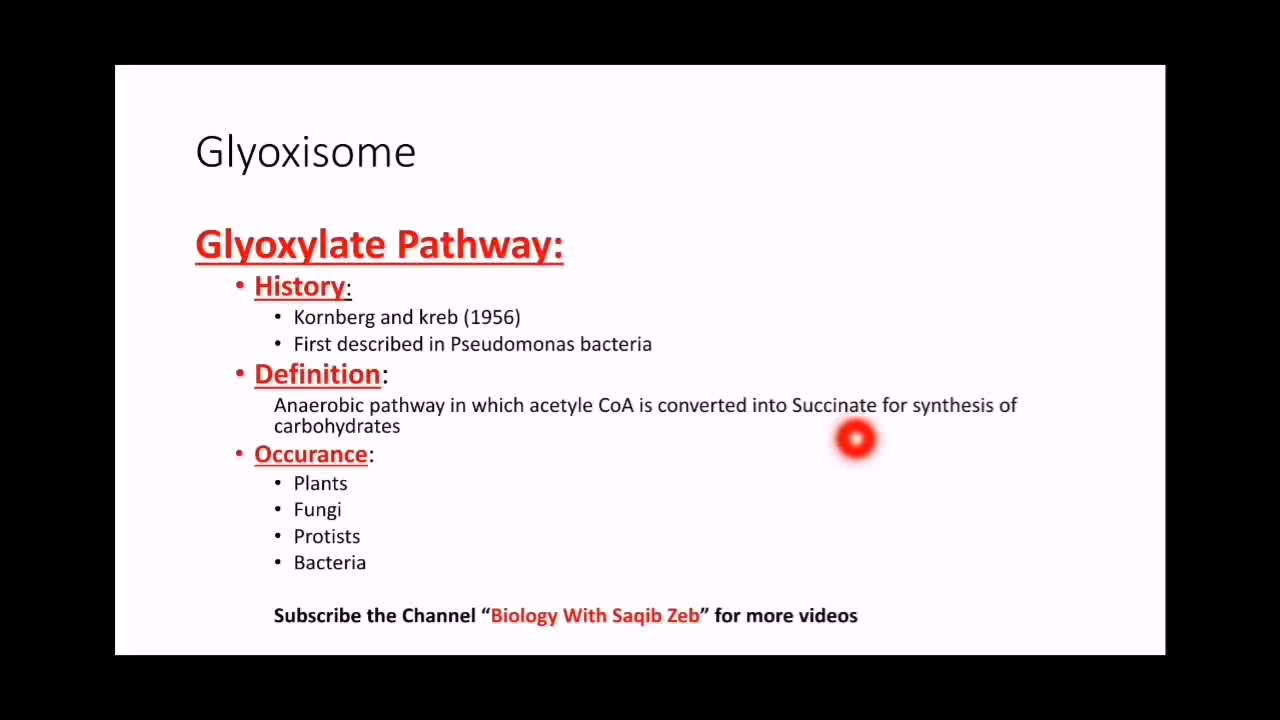 Glyoxisome
Glyoxylate Pathway:
• History:
• Kornberg and kreb (1956)
• First described in Pseudomonas bacteria
• Definition:
Anaerobic pathway in which acetyle CoA is converted into Succinate for synthesis of
carbohydrates
• Occurance:
• Plants
• Fungi
• Protists
• Bacteria
Subscribe the Channel “Biology With Saqib Zeb” for more videos